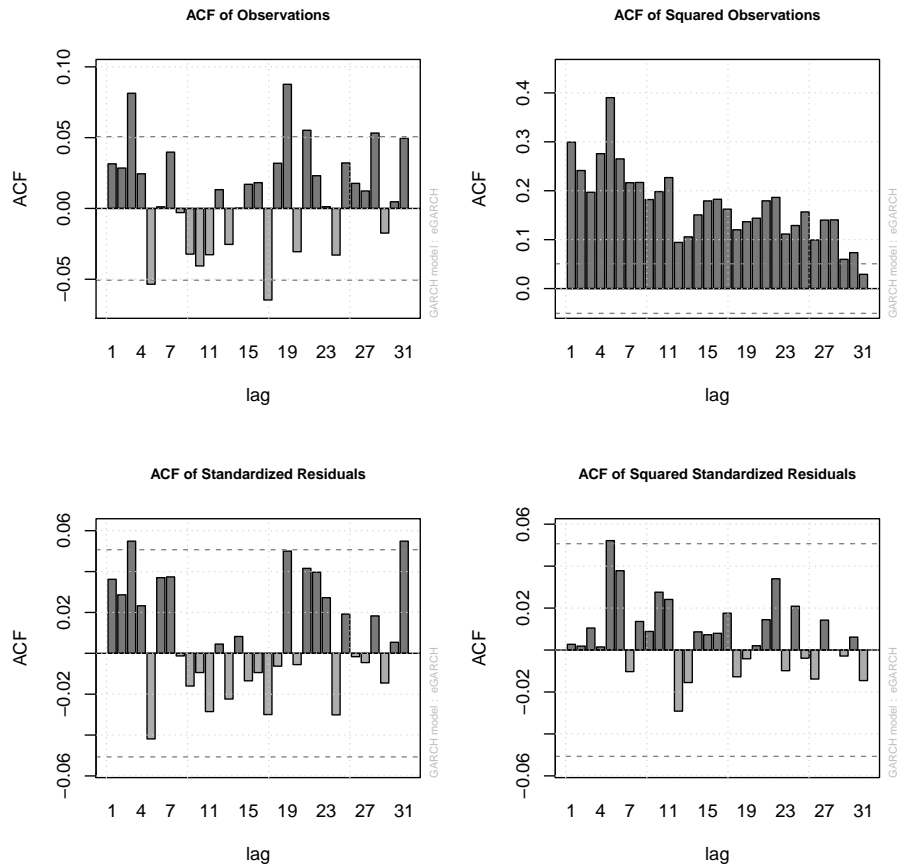 ACF of Observations
ACF
0.10
0.05
0.00
−0.05
1 4 7 11 15 19 23 27 31
lag
GARCH model : eGARCH
ACF of Squared Observations
ACF
0.4
0.3
0.2
0.1
0.0
1 4 7 11 15 19 23 27 31
lag
GARCH model : eGARCH
ACF of Standardized Residuals
ACF
0.06
0.02
−0.02
−0.06
1 4 7 11 15 19 23 27 31
lag
GARCH model : eGARCH
ACF of Squared Standardized Residuals
ACF
0.06
0.02
−0.02
−0.06
1 4 7 11 15 19 23 27 31
lag
GARCH model : eGARCH